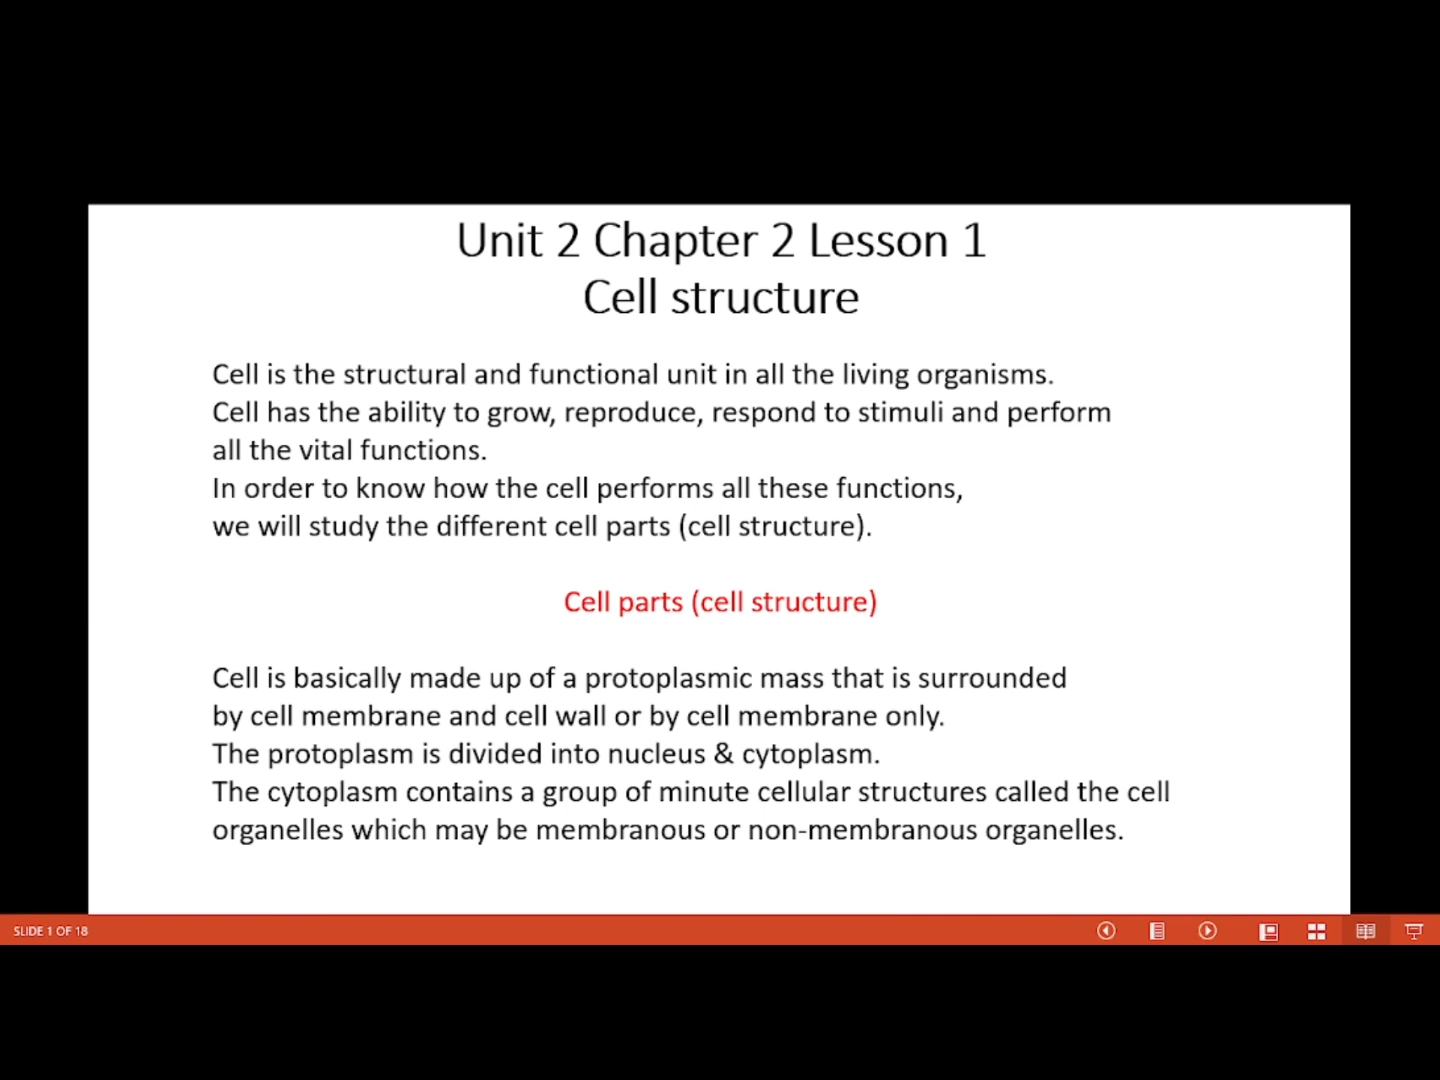 Unit 2 Chapter 2 Lesson 1
Cell structure
Cell is the structural and functional unit in all the living organisms.
Cell has the ability to grow, reproduce, respond to stimuli and perform
all the vital functions.
In order to know how the cell performs all these functions,
we will study the different cell parts (cell structure).
Cell parts (cell structure)
Cell is basically made up of a protoplasmic mass that is surrounded
by cell membrane and cell wall or by cell membrane only.
The protoplasm is divided into nucleus & cytoplasm.
The cytoplasm contains a group of minute cellular structures called the cell
organelles which may be membranous or non-membranous organelles.
SLIDE 1 OF 18